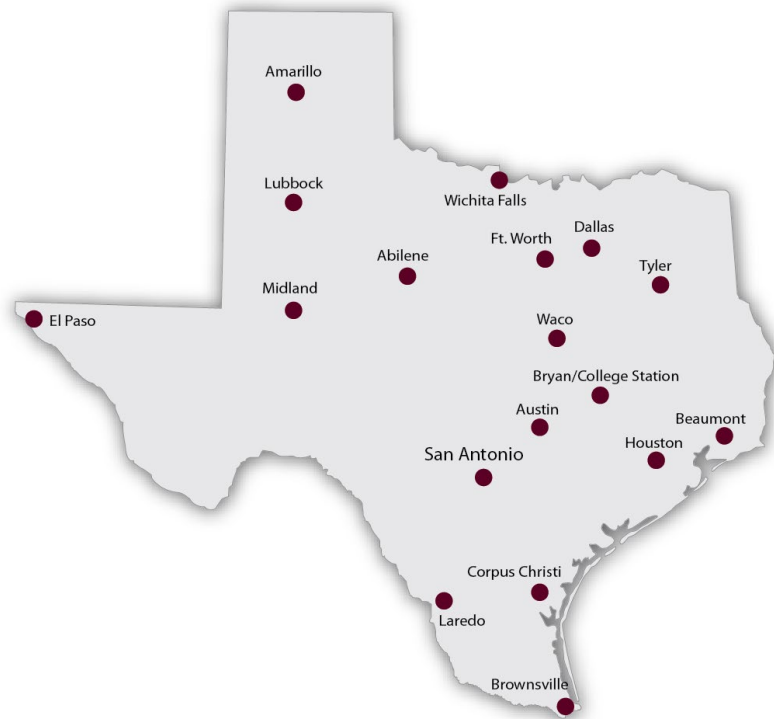 Amarillo
Lubbock
Wichita Falls
Dallas
Ft. Worth
Abilene
Tyler
Midland
El Paso
Waco
Bryan/College Station
Austin
Beaumont
Houston
San Antonio
Corpus Christi
Laredo
Brownsville